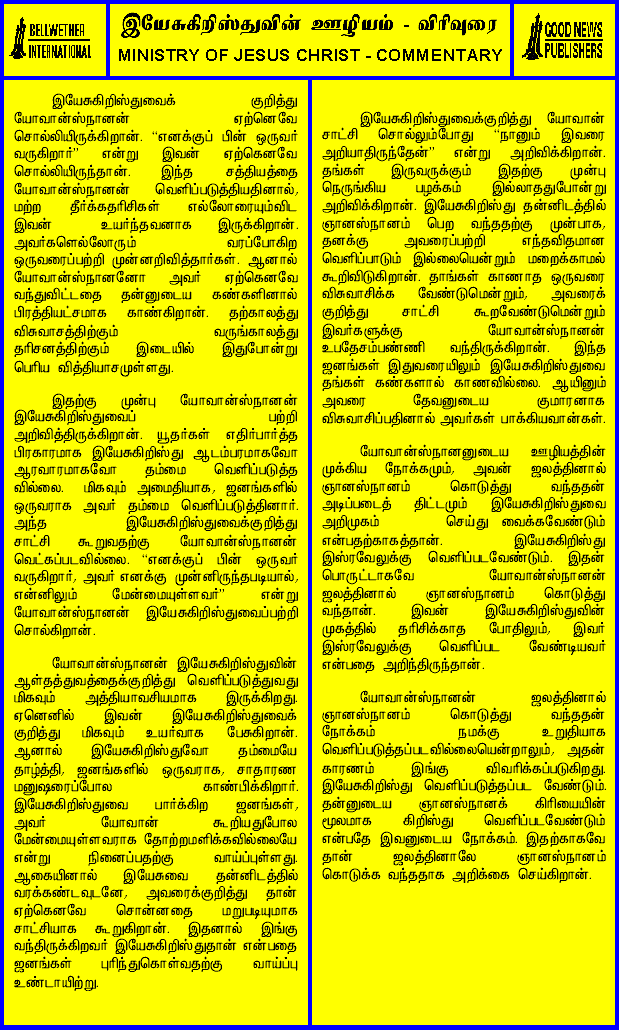 BELLWETHER
INTERNATIONAL
இயேசுகிறிஸ்துவின் ஊழியம் - விரிவுரை
MINISTRY OF JESUS CHRIST - COMMENTARY
GOOD NEWS
PUBLISHERS
இயேசுகிறிஸ்துவைக் குறித்து
யோவான்ஸ்நானன் ஏற்னெவே
சொல்லியிருக்கிறான். “எனக்குப் பின் ஒருவர்
வருகிறார்” என்று இவன் ஏற்கெனவே
சொல்லியிருந்தான். இந்த சத்தியத்தை
யோவான்ஸ்நானன் வெளிப்படுத்தியதினால்,
மற்ற தீர்க்கதரிசிகள் எல்லோரையும்விட
இவன் உயர்ந்தவனாக இருக்கிறான்.
அவர்களெல்லோரும் வரப்போகிற
ஒருவரைப்பற்றி முன்னறிவித்தார்கள். ஆனால்
யோவான்ஸ்நானனோ அவர் ஏற்கெனவே
வந்துவிட்டதை தன்னுடைய கண்களினால்
பிரத்தியட்சமாக காண்கிறான். தற்காலத்து
விசுவாசத்திற்கும் வருங்காலத்து
தரிசனத்திற்கும் இடையில் இதுபோன்று
பெரிய வித்தியாசமுள்ளது.
இதற்கு முன்பு யோவான்ஸ்நானன்
இயேசுகிறிஸ்துவைப் பற்றி
அறிவித்திருக்கிறான். யூதர்கள் எதிர்பார்த்த
பிரகாரமாக இயேசுகிறிஸ்து ஆடம்பரமாகவோ
ஆரவாரமாகவோ தம்மை வெளிப்படுத்த
வில்லை. மிகவும் அமைதியாக, ஜனங்களில்
ஒருவராக அவர் தம்மை வெளிப்படுத்தினார்.
அந்த இயேசுகிறிஸ்துவைக்குறித்து
சாட்சி கூறுவதற்கு யோவான்ஸ்நானன்
வெட்கப்படவில்லை. “எனக்குப் பின் ஒருவர்
வருகிறார், அவர் எனக்கு முன்னிருந்தபடியால்,
என்னிலும் மேன்மையுள்ளவர்” என்று
யோவான்ஸ்நானன் இயேசுகிறிஸ்துவைப்பற்றி
சொல்கிறான்.
யோவான்ஸ்நானன் இயேசுகிறிஸ்துவின்
ஆள்தத்துவத்தைக்குறித்து வெளிப்படுத்துவது
மிகவும் அத்தியாவசியமாக இருக்கிறது.
ஏனெனில் இவன் இயேசுகிறிஸ்துவைக்
குறித்து மிகவும் உயர்வாக பேசுகிறான்.
ஆனால் இயேசுகிறிஸ்துவோ தம்மையே
தாழ்த்தி, ஜனங்களில் ஒருவராக, சாதாரண
மனுஷரைப்போல காண்பிக்கிறார்.
இயேசுகிறிஸ்துவை பார்க்கிற ஜனங்கள்,
அவர் யோவான் கூறியதுபோல
மேன்மையுள்ளவராக தோற்றமளிக்கவில்லையே
என்று நினைப்பதற்கு வாய்ப்புள்ளது.
ஆகையினால் இயேசுவை தன்னிடத்தில்
வரக்கண்டவுடனே, அவரைக்குறித்து தான்
ஏற்கெனவே சொன்னதை மறுபடியுமாக
சாட்சியாக கூறுகிறான். இதனால் இங்கு
வந்திருக்கிறவர் இயேசுகிறிஸ்துதான் என்பதை
ஜனங்கள் புரிந்துகொள்வதற்கு வாய்ப்பு
உண்டாயிற்று.
இயேசுகிறிஸ்துவைக்குறித்து யோவான்
சாட்சி சொல்லும்போது “நானும் இவரை
அறியாதிருந்தேன்” என்று அறிவிக்கிறான்.
தங்கள் இருவருக்கும் இதற்கு முன்பு
நெருங்கிய பழக்கம் இல்லாததுபோன்று
அறிவிக்கிறான். இயேசுகிறிஸ்து தன்னிடத்தில்
ஞானஸ்நானம் பெற வந்ததற்கு முன்பாக,
தனக்கு அவரைப்பற்றி எந்தவிதமான
வெளிப்பாடும் இல்லையென்றும் மறைக்காமல்
கூறிவிடுகிறான். தாங்கள் காணாத ஒருவரை
விசுவாசிக்க வேண்டுமென்றும், அவரைக்
குறித்து சாட்சி கூறவேண்டுமென்றும்
இவர்களுக்கு யோவான்ஸ்நானன்
உபதேசம்பண்ணி வந்திருக்கிறான். இந்த
ஜனங்கள் இதுவரையிலும் இயேசுகிறிஸ்துவை
தங்கள் கண்களால் காணவில்லை. ஆயினும்
அவரை தேவனுடைய குமாரனாக
விசுவாசிப்பதினால் அவர்கள் பாக்கியவான்கள்.
யோவான்ஸ்நானனுடைய ஊழியத்தின்
முக்கிய நோக்கமும், அவன் ஜலத்தினால்
ஞானஸ்நானம் கொடுத்து வந்ததன்
அடிப்படைத் திட்டமும் இயேசுகிறிஸ்துவை
அறிமுகம் செய்து வைக்கவேண்டும்
என்பதற்காகத்தான். இயேசுகிறிஸ்து
இஸ்ரவேலுக்கு வெளிப்படவேண்டும். இதன்
பொருட்டாகவே யோவான்ஸ்நானன்
ஜலத்தினால் ஞானஸ்நானம் கொடுத்து
வந்தான். இவன் இயேசுகிறிஸ்துவின்
முகத்தில் தரிசிக்காத போதிலும், இவர்
இஸ்ரவேலுக்கு வெளிப்பட வேண்டியவர்
என்பதை அறிந்திருந்தான்.
யோவான்ஸ்நானன் ஜலத்தினால்
ஞானஸ்நானம் கொடுத்து வந்ததன்
நோக்கம் நமக்கு உறுதியாக
வெளிப்படுத்தப்படவில்லையென்றாலும், அதன்
காரணம் இங்கு விவரிக்கப்படுகிறது.
இயேசுகிறிஸ்து வெளிப்படுத்தப்பட வேண்டும்.
தன்னுடைய ஞானஸ்நானக் கிரியையின்
மூலமாக கிறிஸ்து வெளிப்படவேண்டும்
என்பதே இவனுடைய நோக்கம். இதற்காகவே
தான் ஜலத்தினாலே ஞானஸ்நானம்
கொடுக்க வந்ததாக அறிக்கை செய்கிறான்.